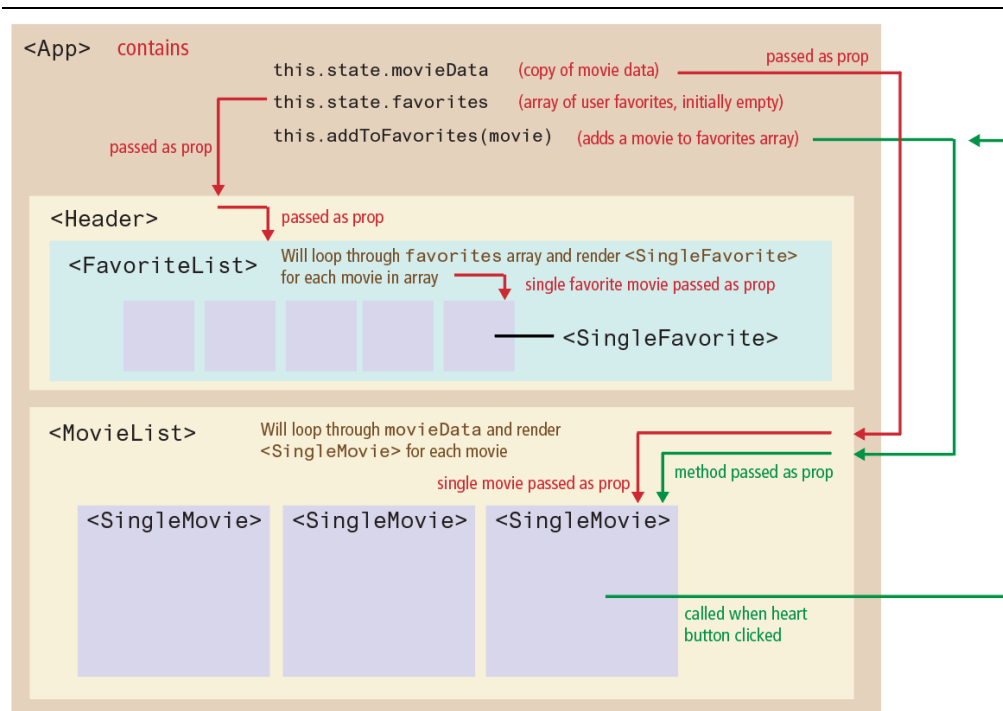 <App> contains
passed as prop
this.state.movieData (copy of movie data)
this.state.favorites (array of user favorites, initially empty)
this.addToFavorites(movie) (adds a movie to favorites array)
passed as prop
<Header>
passed as prop
<FavoriteList>
Will loop through favorites array and render <SingleFavorite>
for each movie in array
single favorite movie passed as prop
<SingleFavorite>
<MovieList>
Will loop through movieData and render
<SingleMovie> for each movie
method passed as prop
single movie passed as prop
<SingleMovie> <SingleMovie> <SingleMovie>
called when heart
button clicked